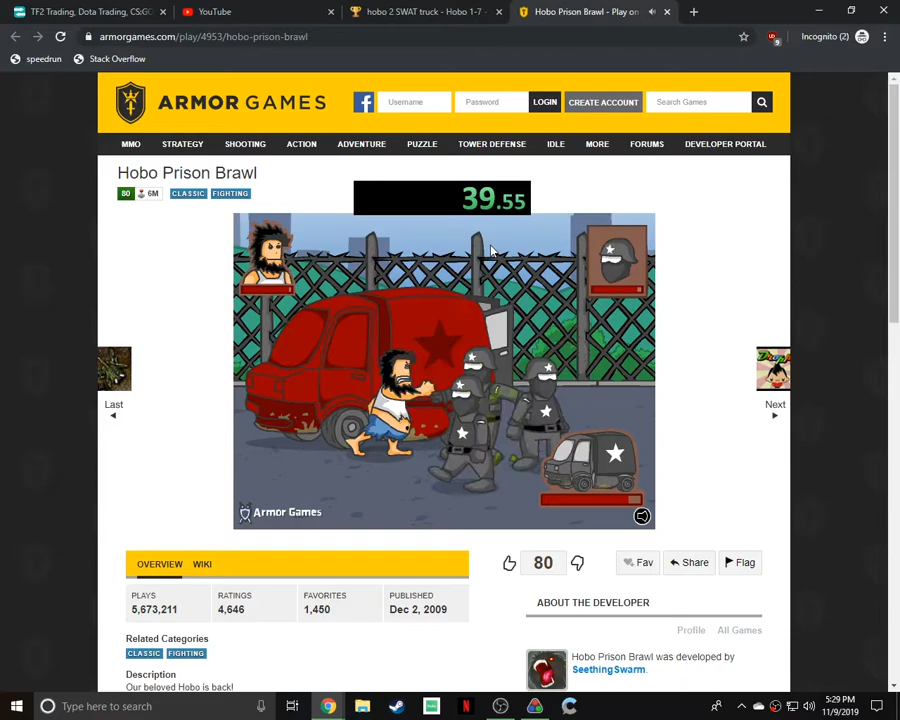 TF2 Trading, Dota Trading, CS:GO
YouTube
hobo 2 SWAT truck - Hobo 1-7 -
Hobo Prison Brawl - Play on
armorgames.com/play/4953/hobo-prison-brawl
9
Incognito (2)
speedrun
Stack Overflow
ARMOR GAMES
Username
Password
LOGIN
CREATE ACCOUNT
Search Games
MMO
STRATEGY
SHOOTING
ACTION
ADVENTURE
PUZZLE
TOWER DEFENSE
IDLE
MORE
FORUMS
DEVELOPER PORTAL
Hobo Prison Brawl
80
6M
CLASSIC
FIGHTING
39.55
Last
Next
Armor Games
OVERVIEW
WIKI
80
Fav
Share
Flag
PLAYS
5,673,211
RATINGS
4,646
FAVORITES
1,450
PUBLISHED
Dec 2, 2009
ABOUT THE DEVELOPER
Profile
All Games
Related Categories
CLASSIC
FIGHTING
Hobo Prison Brawl was developed by
SeethingSwarm.
Description
Our beloved Hobo is back!
Type here to search
5:29 PM
11/9/2019